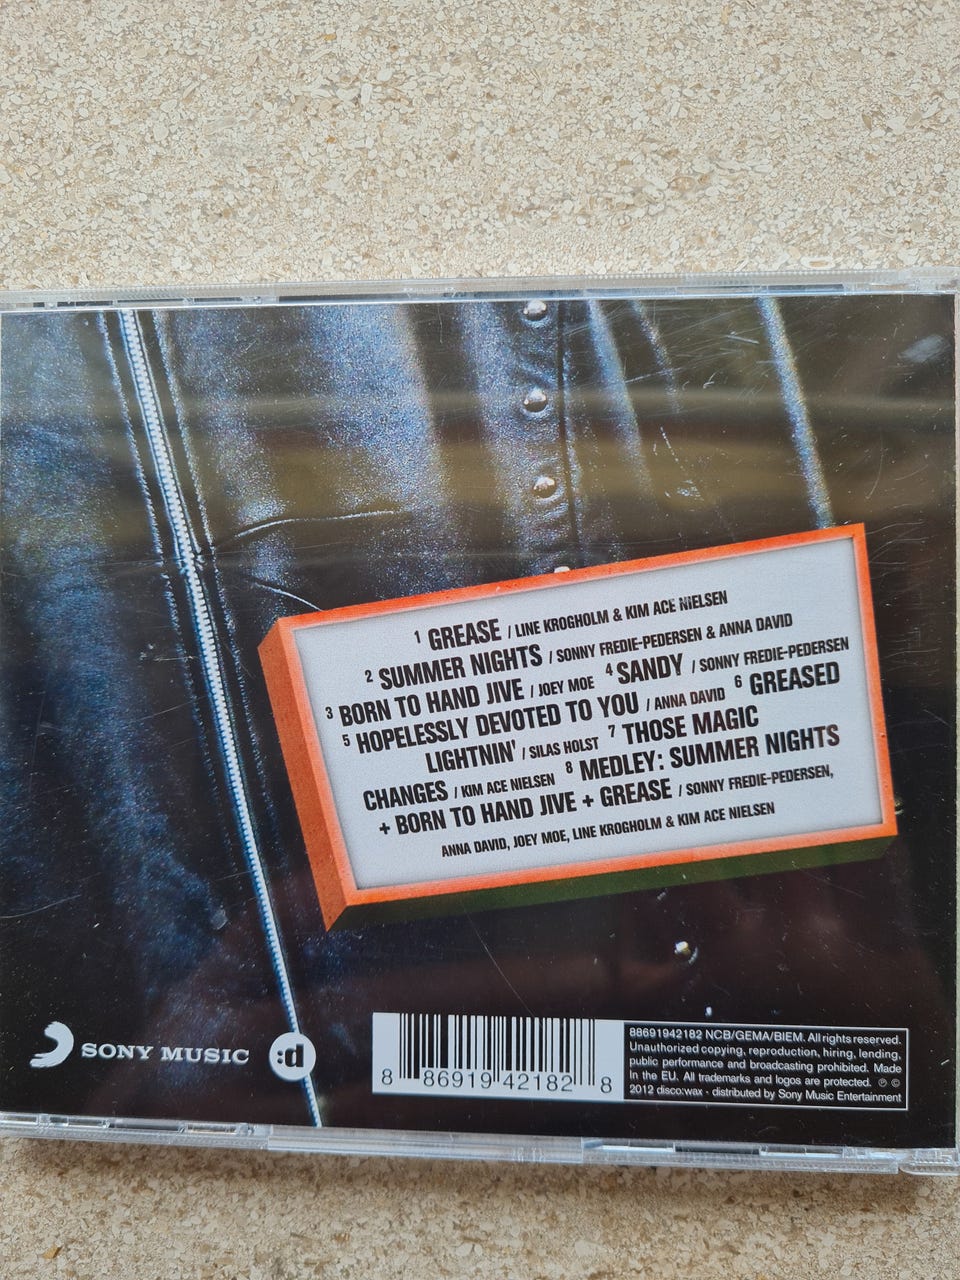 1 GREASE / LINE KROGHOLM & KIM ACE NIELSEN
2 SUMMER NIGHTS / SONNY FREDIE-PEDERSEN & ANNA DAVID
3 BORN TO HAND JIVE / JOEY MOE 4 SANDY / SONNY FREDIE-PEDERSEN
5 HOPELESSLY DEVOTED TO YOU / ANNA DAVID 6 GREASED
LIGHTNIN' / SILAS HOLST 7 THOSE MAGIC
CHANGES / KIM ACE NIELSEN 8 MEDLEY: SUMMER NIGHTS
+ BORN TO HAND JIVE + GREASE / SONNY FREDIE-PEDERSEN,
ANNA DAVID, JOEY MOE, LINE KROGHOLM & KIM ACE NIELSEN
SONY MUSIC
:d
8 86919 42182 8
88691942182 NCB/GEMA/BIEM. All rights reserved.
Unauthorized copying, reproduction, hiring, lending,
public performance and broadcasting prohibited. Made
In the EU. All trademarks and logos are protected. ℗ ©
2012 disco:wax - distributed by Sony Music Entertainment